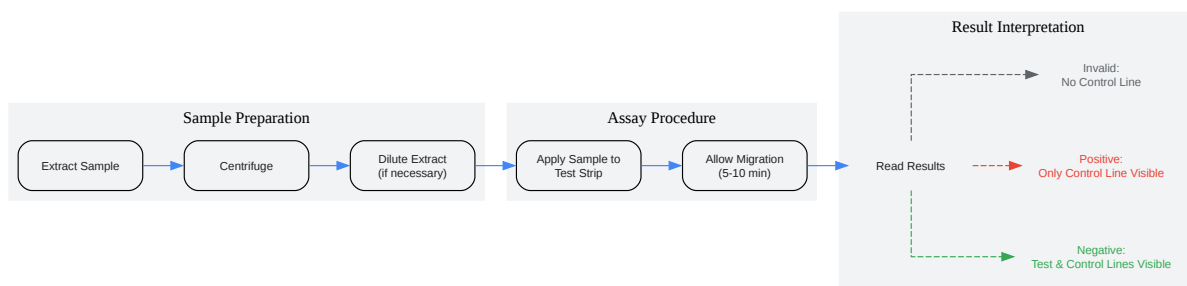 Sample Preparation
Extract Sample
Centrifuge
Dilute Extract
(if necessary)
Assay Procedure
Apply Sample to
Test Strip
Allow Migration
(5-10 min)
Result Interpretation
Read Results
Invalid:
No Control Line
Positive:
Only Control Line Visible
Negative:
Test & Control Lines Visible